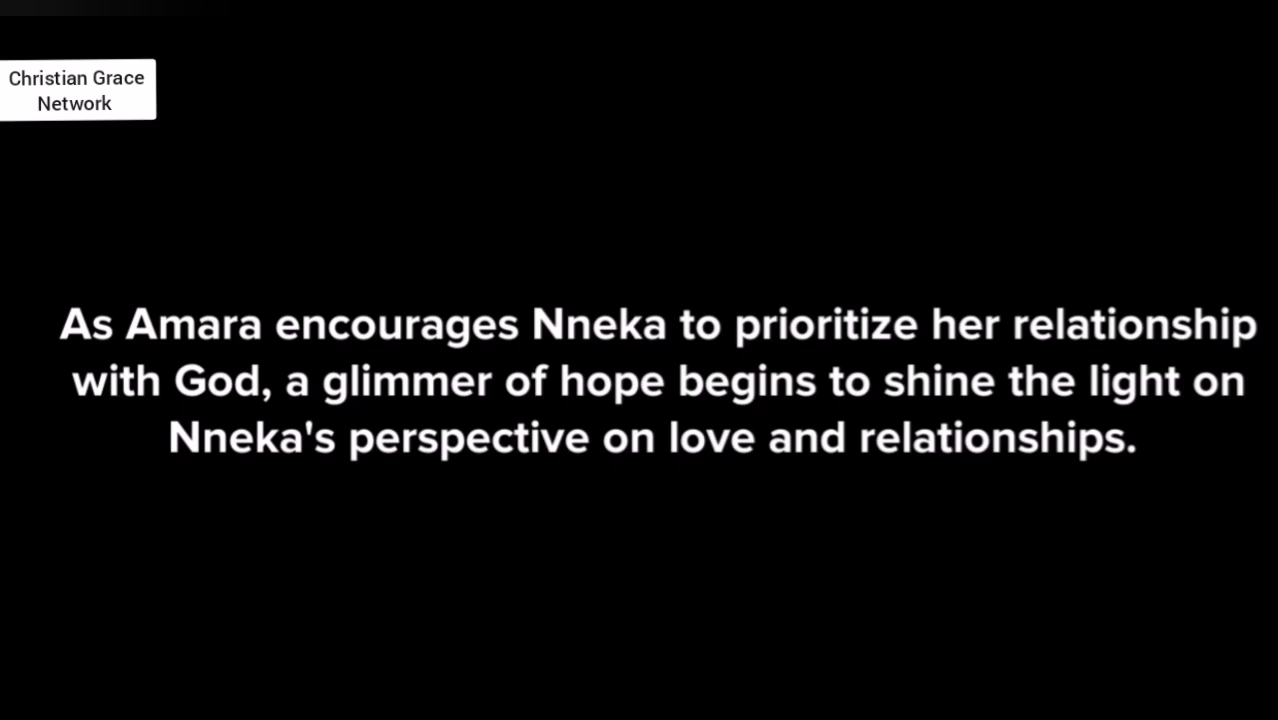 Christian Grace
Network
As Amara encourages Nneka to prioritize her relationship
with God, a glimmer of hope begins to shine the light on
Nneka's perspective on love and relationships.